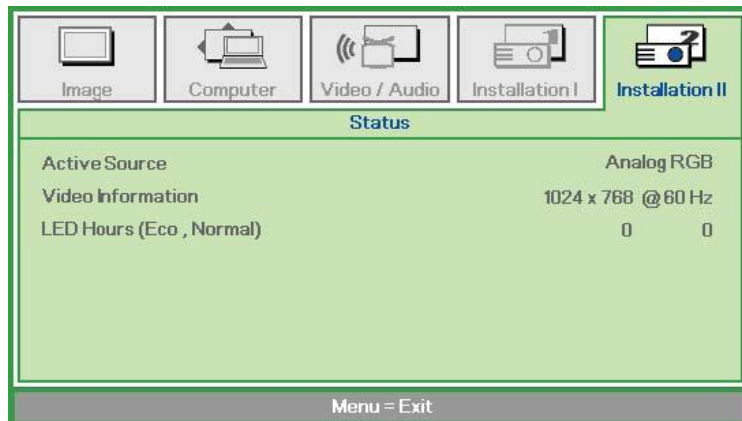 Image Computer Video / Audio Installation I Installation II
Status
Active Source Analog RGB
Video Information 1024 x 768 @ 60 Hz
LED Hours (Eco , Normal) 0 0
Menu = Exit